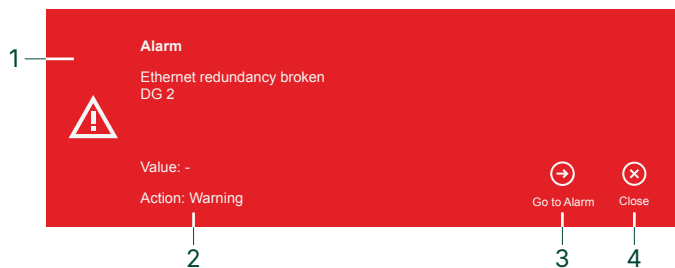 Alarm
1
Ethernet redundancy broken
DG 2
Value: -
Action: Warning
Go to Alarm
Close
2
3
4